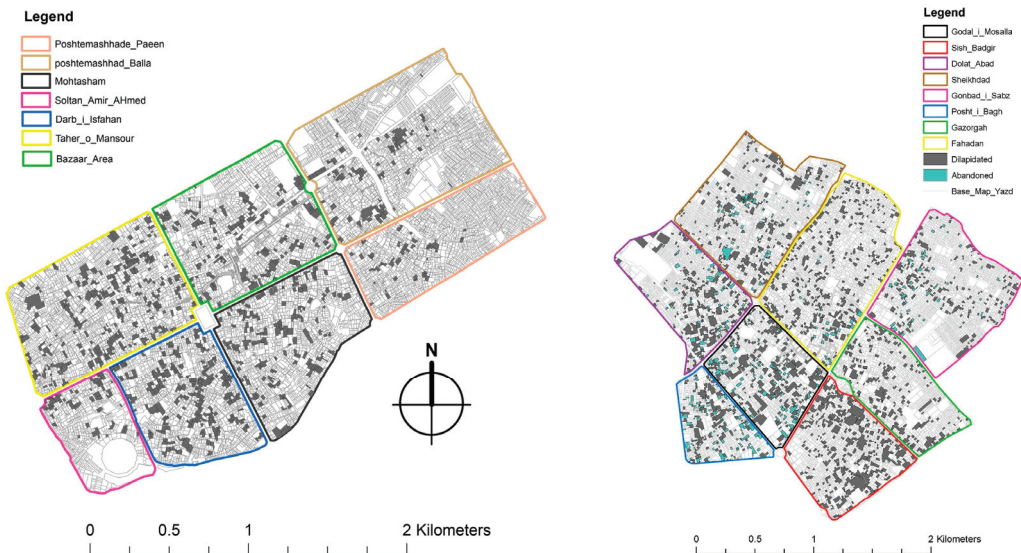 Legend
Poshtemashhade_Paeen
poshtemashhad_Balla
Mohtasham
Soltan_Amir_AHmed
Darb_i_Isfahan
Taher_o_Mansour
Bazaar_Area
N
0 0.5 1 2 Kilometers
Legend
Godal_i_Mosalla
Sish_Badgir
Dolat_Abad
Sheikhdad
Gonbad_i_Sabz
Posht_i_Bagh
Gazorgah
Fahadan
Dilapidated
Abandoned
Base_Map_Yazd
0 0.5 1 2 Kilometers